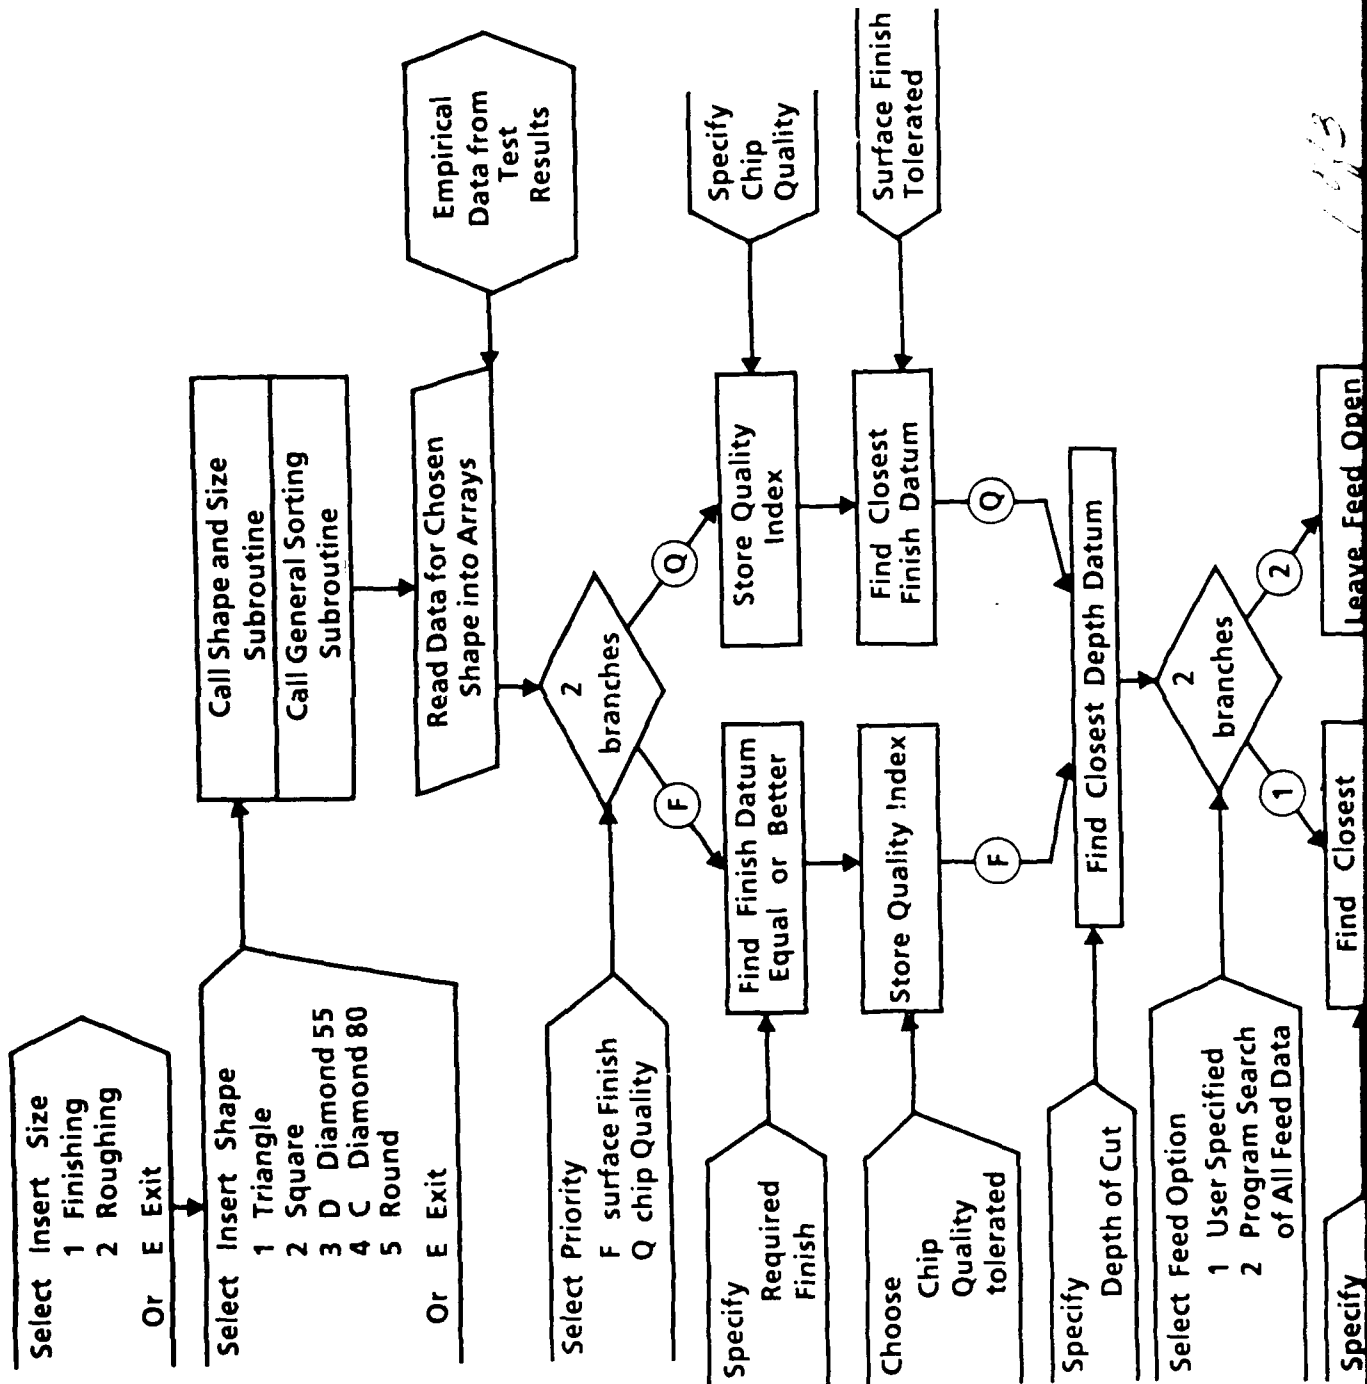 Select Insert Size
1 Finishing
2 Roughing
Or E Exit
Select Insert Shape
1 Triangle
2 Square
3 D Diamond 55
4 C Diamond 80
5 Round
Or E Exit
Call Shape and Size
Subroutine
Call General Sorting
Subroutine
Read Data for Chosen
Shape into Arrays
Empirical
Data from
Test
Results
Select Priority
F surface Finish
Q chip Quality
2
branches
F
Q
Specify
Required
Finish
Find Finish Datum
Equal or Better
Store Quality
Index
Specify
Chip
Quality
Choose
Chip
Quality
tolerated
Store Quality Index
Find Closest
Finish Datum
Surface Finish
Tolerated
F
Q
Specify
Depth of Cut
Find Closest Depth Datum
Select Feed Option
1 User Specified
2 Program Search
of All Feed Data
2
branches
1
2
Specify
Find Closest
Leave Feed Open